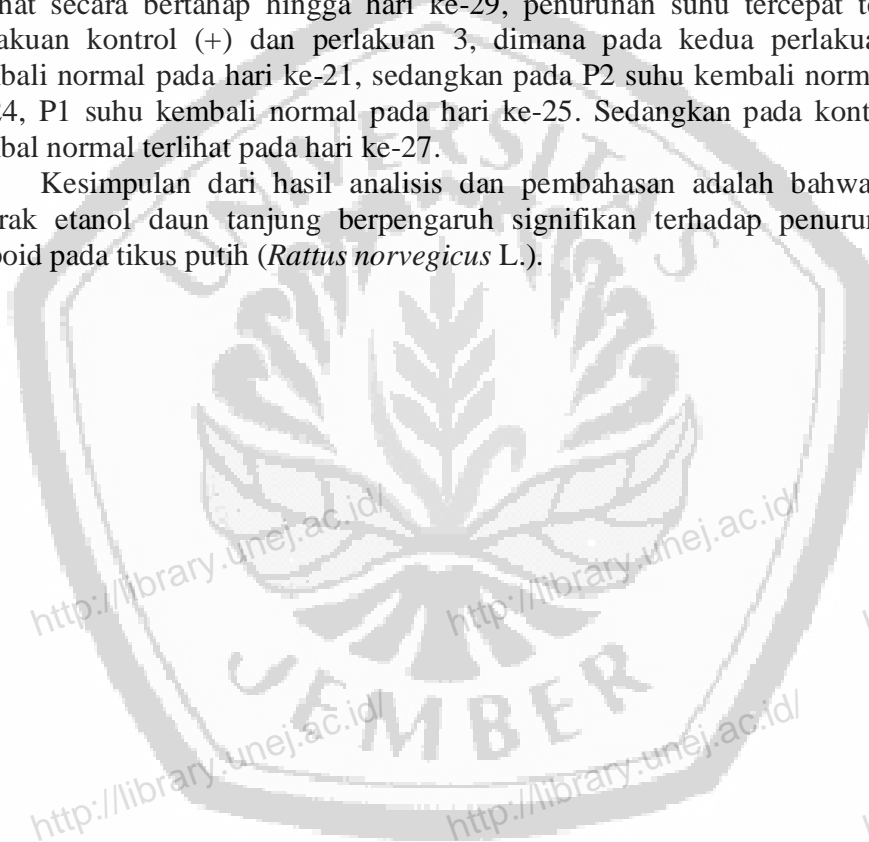 hat secara bertahap hingga hari ke-29, penurunan suhu tercepat
akuan kontrol (+) dan perlakuan 3, dimana pada kedua perlakua
bali normal pada hari ke-21, sedangkan pada P2 suhu kembali norm
24, P1 suhu kembali normal pada hari ke-25. Sedangkan pada kont
bal normal terlihat pada hari ke-27.
Kesimpulan dari hasil analisis dan pembahasan adalah bahwa
rak etanol daun tanjung berpengaruh signifikan terhadap penuru
oid pada tikus putih (Rattus norvegicus L.).
UNIVERSITAS
http://library.unej.ac.id/
http://library.unej.ac.id/
JEMBER
http://library.unej.ac.id/
http://library.unej.ac.id/